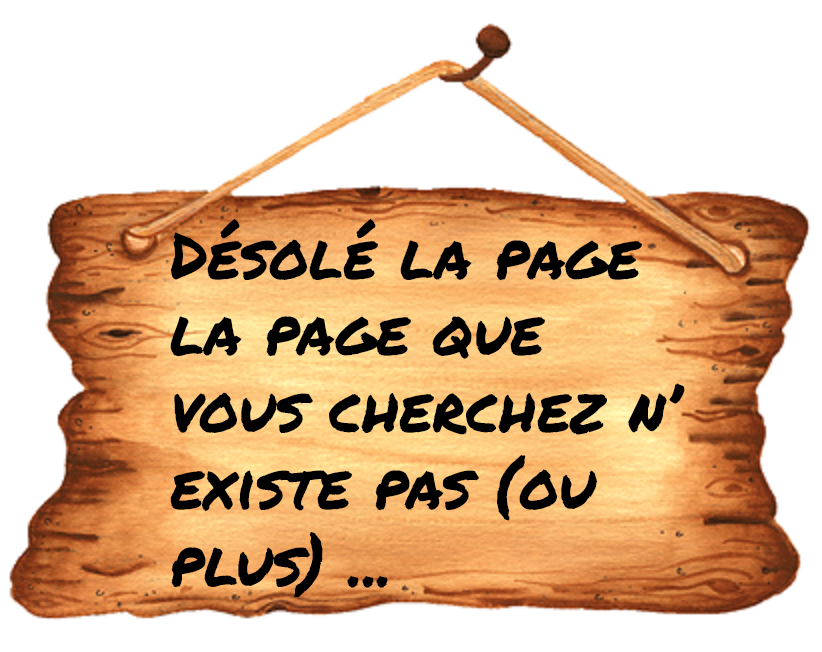 Désolé la page
la page que
vous cherchez n'
existe pas (ou
plus) ...